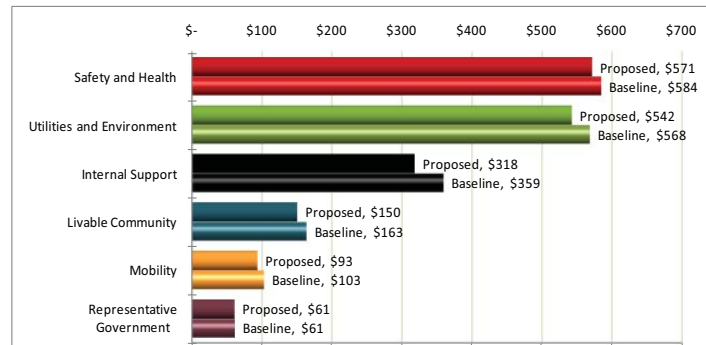 $- $100 $200 $300 $400 $500 $600 $700
Safety and Health
Proposed, $571
Baseline, $584
Utilities and Environment
Proposed, $542
Baseline, $568
Internal Support
Proposed, $318
Baseline, $359
Livable Community
Proposed, $150
Baseline, $163
Mobility
Proposed, $93
Baseline, $103
Representative
Government
Proposed, $61
Baseline, $61